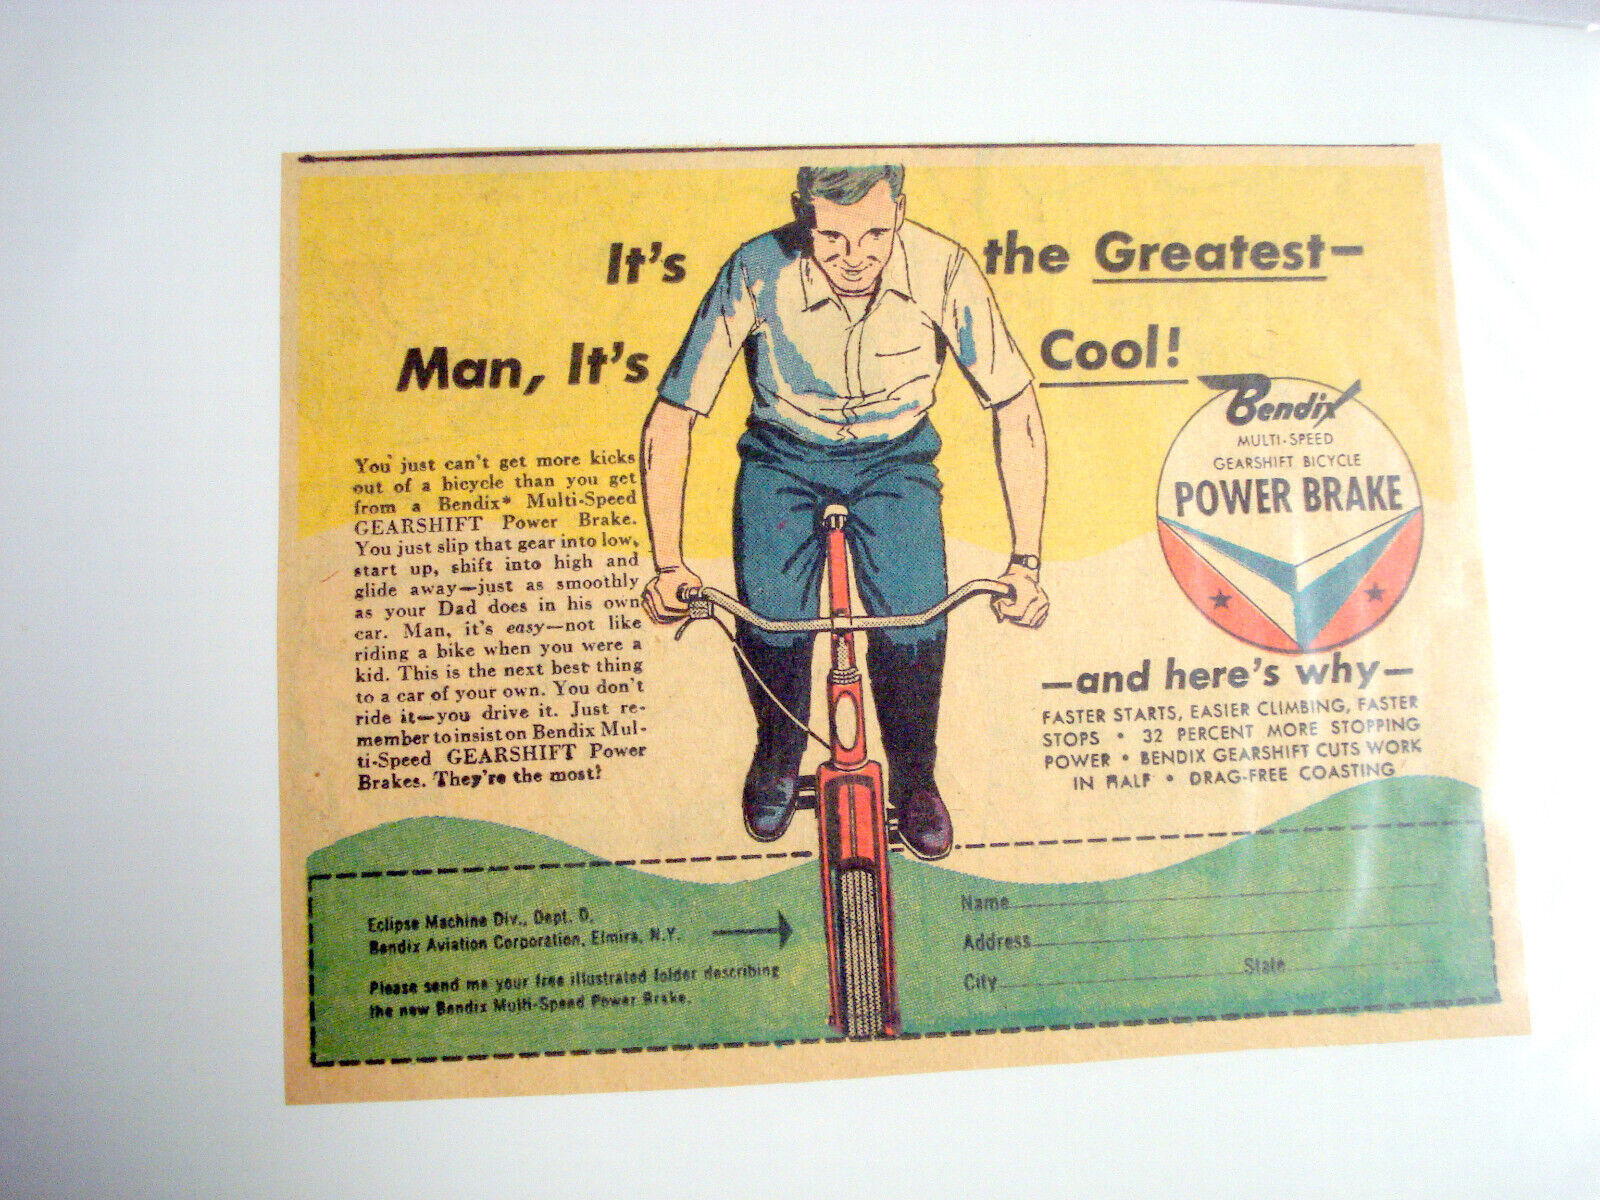 It's the Greatest—
Man, It's Cool!
You just can't get more kicks
out of a bicycle than you get
from a Bendix* Multi-Speed
GEARSHIFT Power Brake.
You just slip that gear into low,
start up, shift into high and
glide away—just as smoothly
as your Dad does in his own
car. Man, it's easy—not like
riding a bike when you were a
kid. This is the next best thing
to a car of your own. You don't
ride it—you drive it. Just re-
member to insist on Bendix Mul-
ti-Speed GEARSHIFT Power
Brakes. They're the most!
Bendix
MULTI-SPEED
GEARSHIFT BICYCLE
POWER BRAKE
—and here's why—
FASTER STARTS, EASIER CLIMBING, FASTER
STOPS • 32 PERCENT MORE STOPPING
POWER • BENDIX GEARSHIFT CUTS WORK
IN HALF • DRAG-FREE COASTING
Eclipse Machine Div., Dept. D.
Bendix Aviation Corporation, Elmira, N.Y.
Please send me your free illustrated folder describing
the new Bendix Multi-Speed Power Brake.
Name
Address
City State